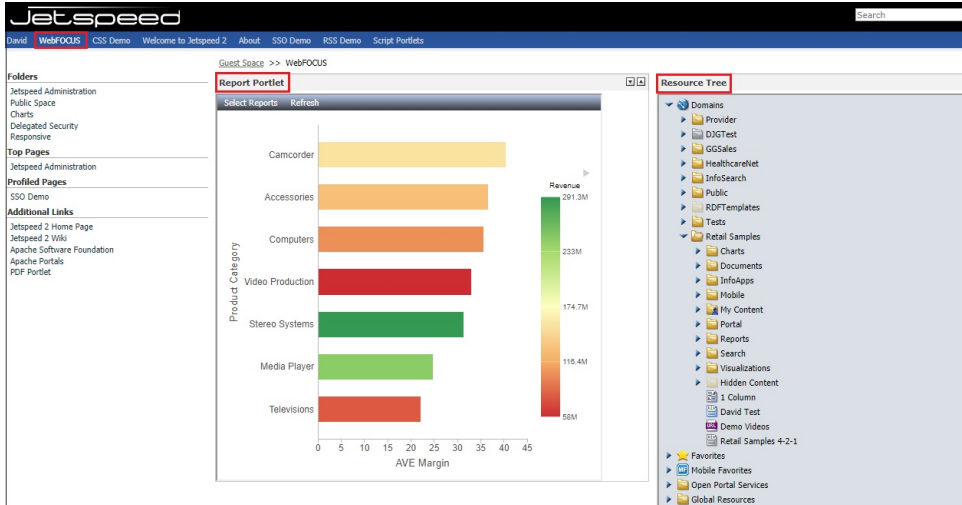 Jetspeed
Search
David WebFOCUS CSS Demo Welcome to Jetspeed 2 About SSO Demo RSS Demo Script Portlets
Guest Space >> WebFOCUS
Folders
Jetspeed Administration
Public Space
Charts
Delegated Security
Responsive
Top Pages
Jetspeed Administration
Profiled Pages
SSO Demo
Additional Links
Jetspeed 2 Home Page
Jetspeed 2 Wiki
Apache Software Foundation
Apache Portals
PDF Portlet
Report Portlet
Select Reports Refresh
Product Category
Camcorder
Accessories
Computers
Video Production
Stereo Systems
Media Player
Televisions
0 5 10 15 20 25 30 35 40 45
AVE Margin
Revenue
291.3M
233M
174.7M
116.4M
58M
Resource Tree
Domains
Provider
DJGTest
GGSales
HealthcareNet
InfoSearch
Public
RDFTemplates
Tests
Retail Samples
Charts
Documents
InfoApps
Mobile
My Content
Portal
Reports
Search
Visualizations
Hidden Content
1 Column
David Test
Demo Videos
Retail Samples 4-2-1
Favorites
Mobile Favorites
Open Portal Services
Global Resources